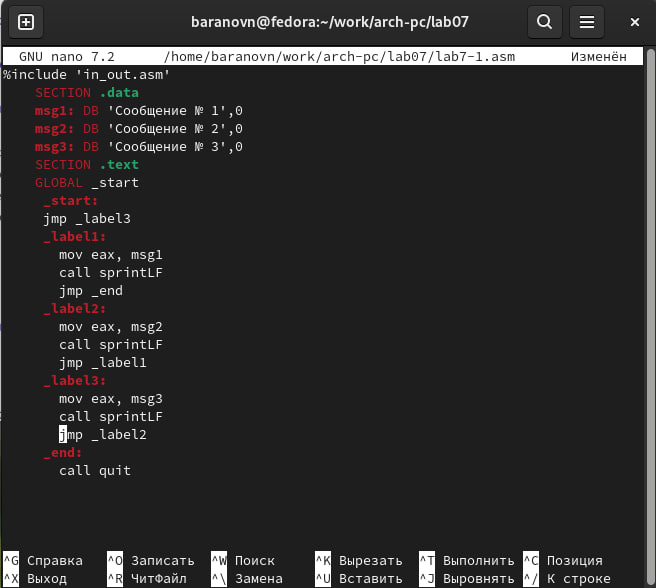 baranovn@fedora:~/work/arch-pc/lab07
GNU nano 7.2 /home/baranovn/work/arch-pc/lab07/lab7-1.asm Изменён
%include 'in_out.asm'
SECTION .data
msg1: DB 'Сообщение № 1',0
msg2: DB 'Сообщение № 2',0
msg3: DB 'Сообщение № 3',0
SECTION .text
GLOBAL _start
_start:
jmp _label3
_label1:
mov eax, msg1
call sprintLF
jmp _end
_label2:
mov eax, msg2
call sprintLF
jmp _label1
_label3:
mov eax, msg3
call sprintLF
jmp _label2
_end:
call quit
^G Справка ^O Записать ^W Поиск ^K Вырезать ^T Выполнить ^C Позиция
^X Выход ^R ЧитФайл ^\ Замена ^U Вставить ^J Выровнять ^/ К строке